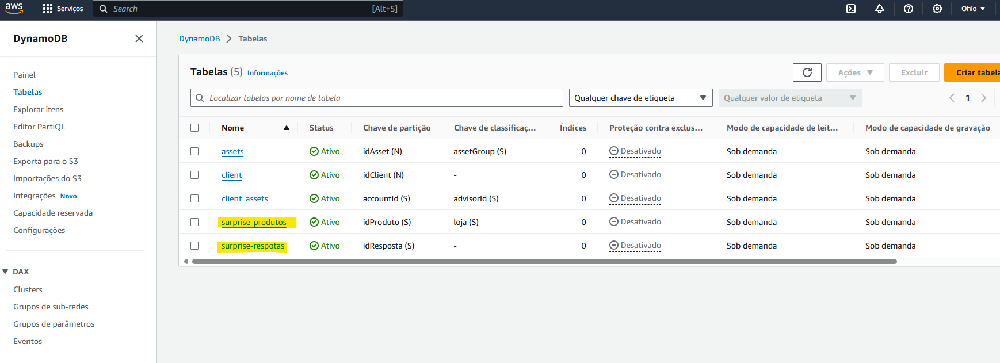 aws Serviços Search [Alt+S] Ohio
DynamoDB
Painel
Tabelas
Explorar itens
Editor PartiQL
Backups
Exporta para o S3
Importações do S3
Integrações Novo
Capacidade reservada
Configurações
DAX
Clusters
Grupos de sub-redes
Grupos de parâmetros
Eventos
DynamoDB > Tabelas
Tabelas (5) Informações
Ações Excluir Criar tabela
Localizar tabelas por nome de tabela Qualquer chave de etiqueta Qualquer valor de etiqueta 1
Nome Status Chave de partição Chave de classificaç... Índices Proteção contra exclus... Modo de capacidade de leit... Modo de capacidade de gravação
assets Ativo idAsset (N) assetGroup (S) 0 Desativado Sob demanda Sob demanda
client Ativo idClient (N) - 0 Desativado Sob demanda Sob demanda
client_assets Ativo accountId (S) advisorId (S) 0 Desativado Sob demanda Sob demanda
surprise-produtos Ativo idProduto (S) loja (S) 0 Desativado Sob demanda Sob demanda
surprise-respotas Ativo idResposta (S) - 0 Desativado Sob demanda Sob demanda